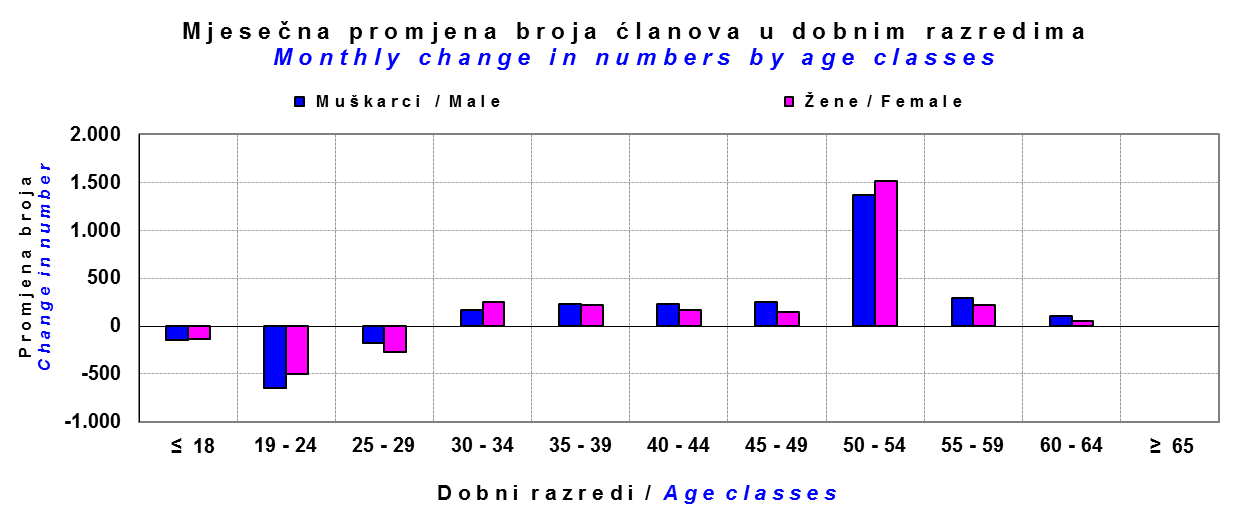 Mjesečna promjena broja ćlanova u dobnim razredima
Monthly change in numbers by age classes
Muškarci / Male
Žene / Female
Promjena broja
Change in number
2.000
1.500
1.000
500
0
-500
-1.000
≤ 18
19 - 24
25 - 29
30 - 34
35 - 39
40 - 44
45 - 49
50 - 54
55 - 59
60 - 64
≥ 65
Dobni razredi / Age classes